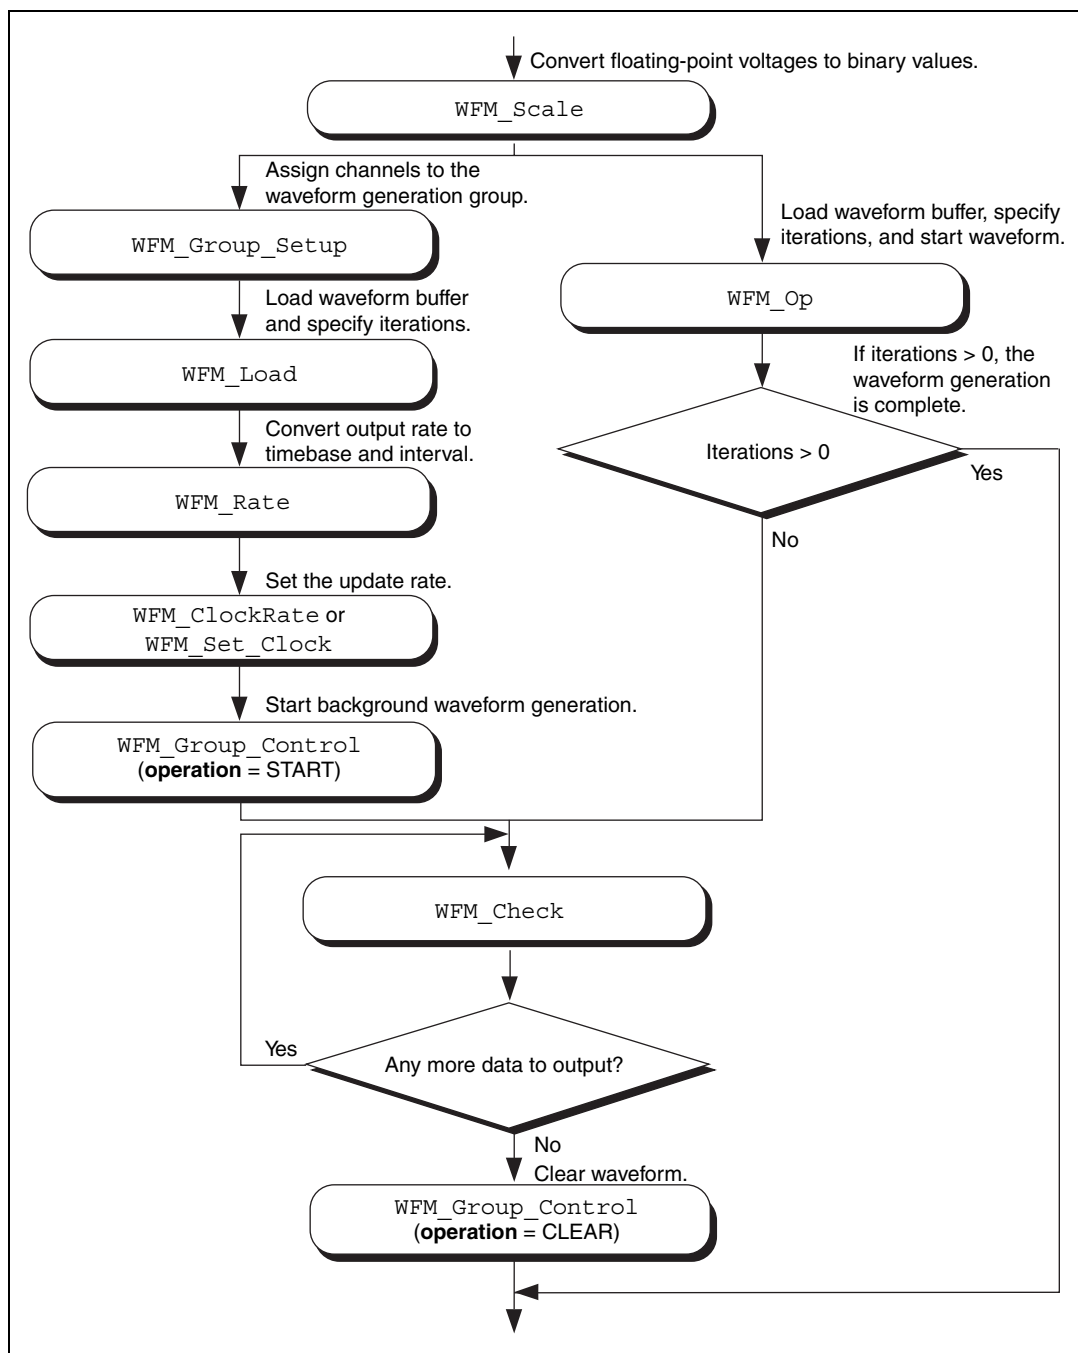 Convert floating-point voltages to binary values.
WFM_Scale
Assign channels to the
waveform generation group.
WFM_Group_Setup
Load waveform buffer
and specify iterations.
WFM_Load
Convert output rate to
timebase and interval.
WFM_Rate
Set the update rate.
WFM_ClockRate or
WFM_Set_Clock
Start background waveform generation.
WFM_Group_Control
(operation = START)
Load waveform buffer, specify
iterations, and start waveform.
WFM_Op
If iterations > 0, the
waveform generation
is complete.
Iterations > 0
Yes
No
WFM_Check
Any more data to output?
Yes
No
Clear waveform.
WFM_Group_Control
(operation = CLEAR)